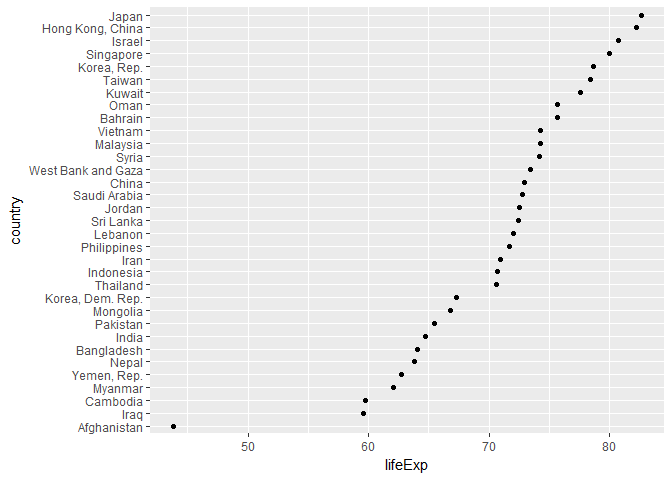 Japan
Hong Kong, China
Israel
Singapore
Korea, Rep.
Taiwan
Kuwait
Oman
Bahrain
Vietnam
Malaysia
Syria
West Bank and Gaza
China
Saudi Arabia
Jordan
Sri Lanka
Lebanon
Philippines
Iran
Indonesia
Thailand
Korea, Dem. Rep.
Mongolia
Pakistan
India
Bangladesh
Nepal
Yemen, Rep.
Myanmar
Cambodia
Iraq
Afghanistan
country
50 60 70 80
lifeExp